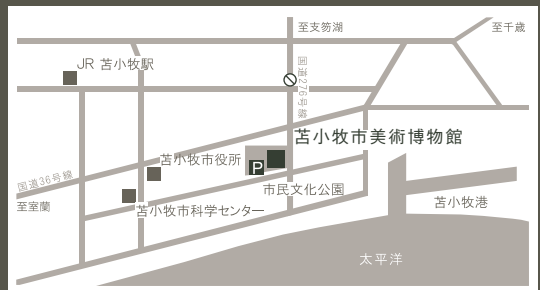 至支笏湖
至千歳
JR 苫小牧駅
国道276号線
苫小牧市美術博物館
苫小牧市役所
P
国道36号線
市民文化公園
至室蘭
苫小牧市科学センター
苫小牧港
太平洋